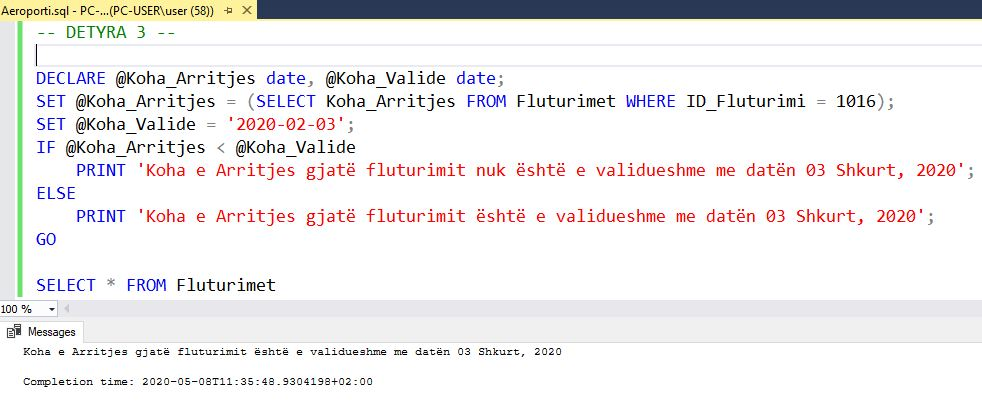 Aeroporti.sql - PC-...(PC-USER\user (58))
-- DETYRA 3 --
DECLARE @Koha_Arritjes date, @Koha_Valide date;
SET @Koha_Arritjes = (SELECT Koha_Arritjes FROM Fluturimet WHERE ID_Fluturimi = 1016);
SET @Koha_Valide = '2020-02-03';
IF @Koha_Arritjes < @Koha_Valide
    PRINT 'Koha e Arritjes gjatë fluturimit nuk është e validueshme me datën 03 Shkurt, 2020';
ELSE
    PRINT 'Koha e Arritjes gjatë fluturimit është e validueshme me datën 03 Shkurt, 2020';
GO
SELECT * FROM Fluturimet
100 %
Messages
Koha e Arritjes gjatë fluturimit është e validueshme me datën 03 Shkurt, 2020
Completion time: 2020-05-08T11:35:48.9304198+02:00